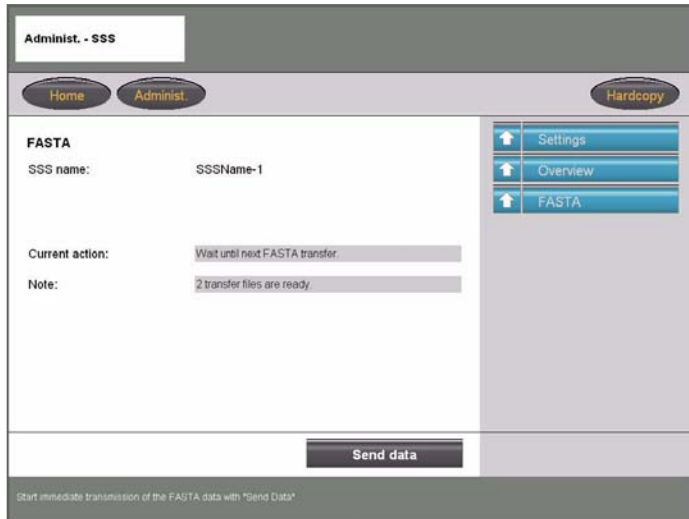 Administ. - SSS
Home Administ. Hardcopy
FASTA
SSS name: SSSName-1
Settings
Overview
FASTA
Current action: Wait until next FASTA transfer.
Note: 2 transfer files are ready.
Send data
Start immediate transmission of the FASTA data with "Send Data"